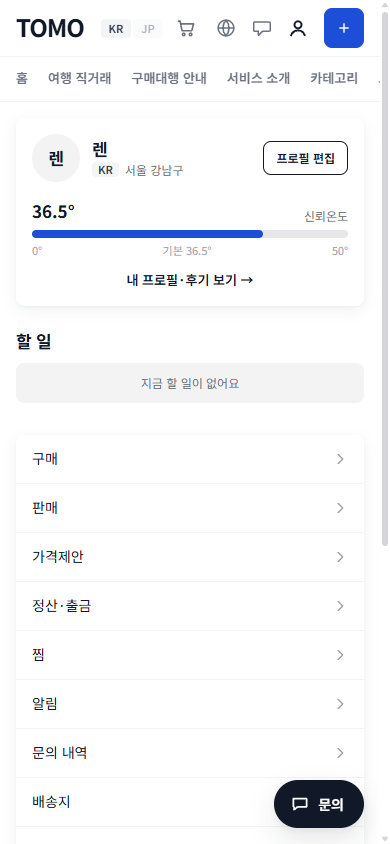 TOMO KR JP
홈 여행 직거래 구매대행 안내 서비스 소개 카테고리
렌 렌 프로필 편집
KR 서울 강남구
36.5° 신뢰온도
0° 기본 36.5° 50°
내 프로필·후기 보기 →
할 일
지금 할 일이 없어요
구매
판매
가격제안
정산·출금
찜
알림
문의 내역
배송지
문의